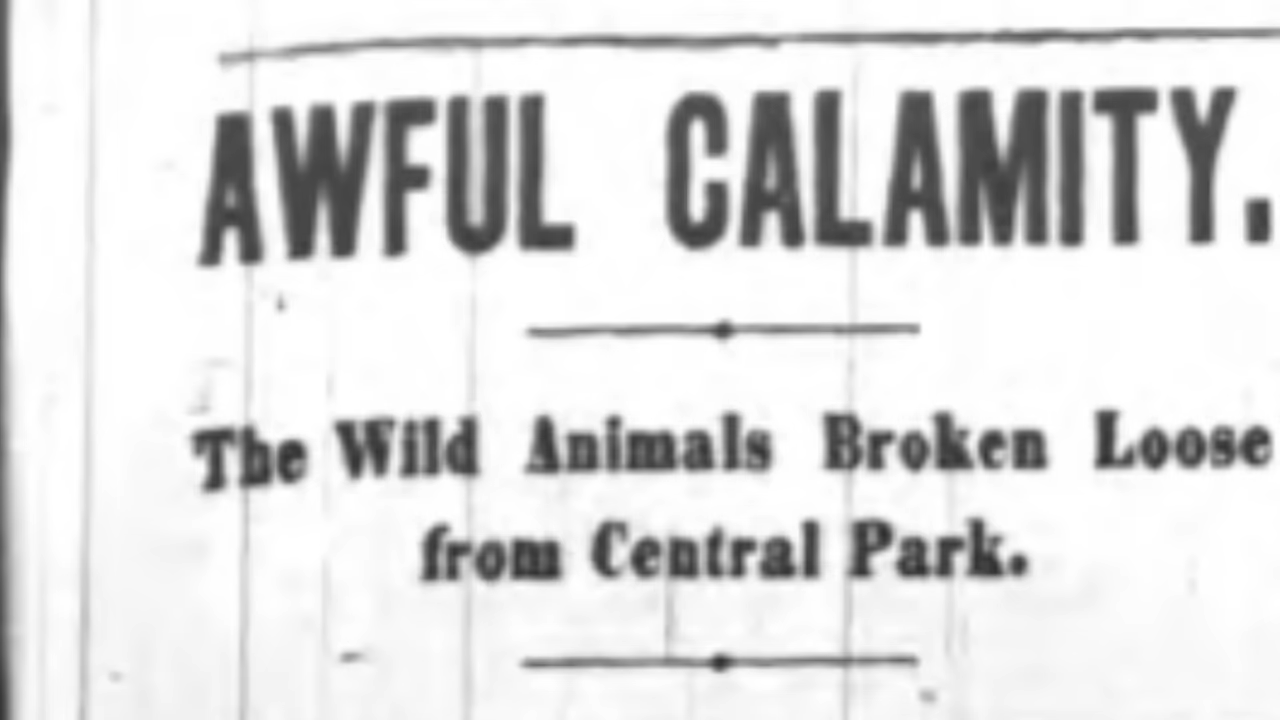 AWFUL CALAMITY.
The Wild Animals Broken Loose
from Central Park.